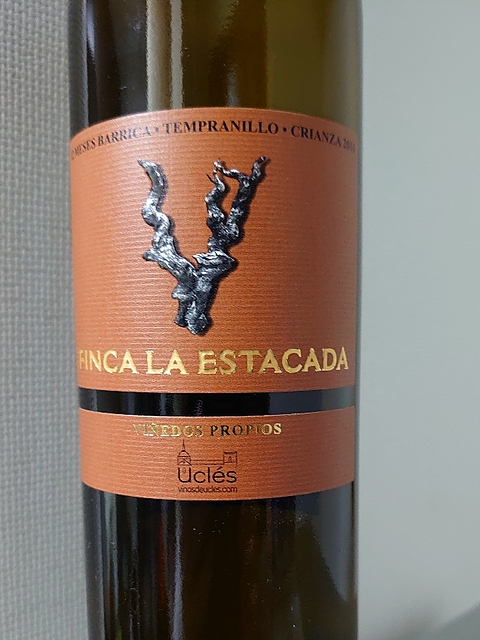 MESES BARRICA • TEMPRANILLO • CRIANZA
FINCA LA ESTACADA
VIÑEDOS PROPIOS
Uclés
vinosdeucles.com